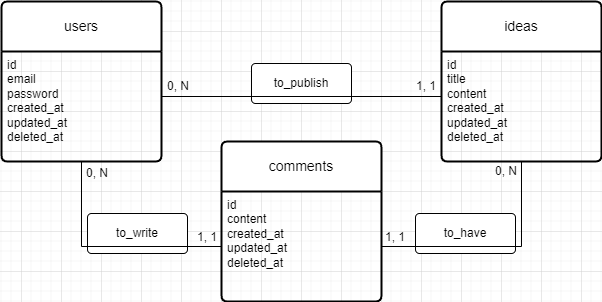 users
id
email
password
created_at
updated_at
deleted_at
0, N
to_publish
1, 1
ideas
id
title
content
created_at
updated_at
deleted_at
0, N
to_write
1, 1
comments
id
content
created_at
updated_at
deleted_at
1, 1
to_have
0, N